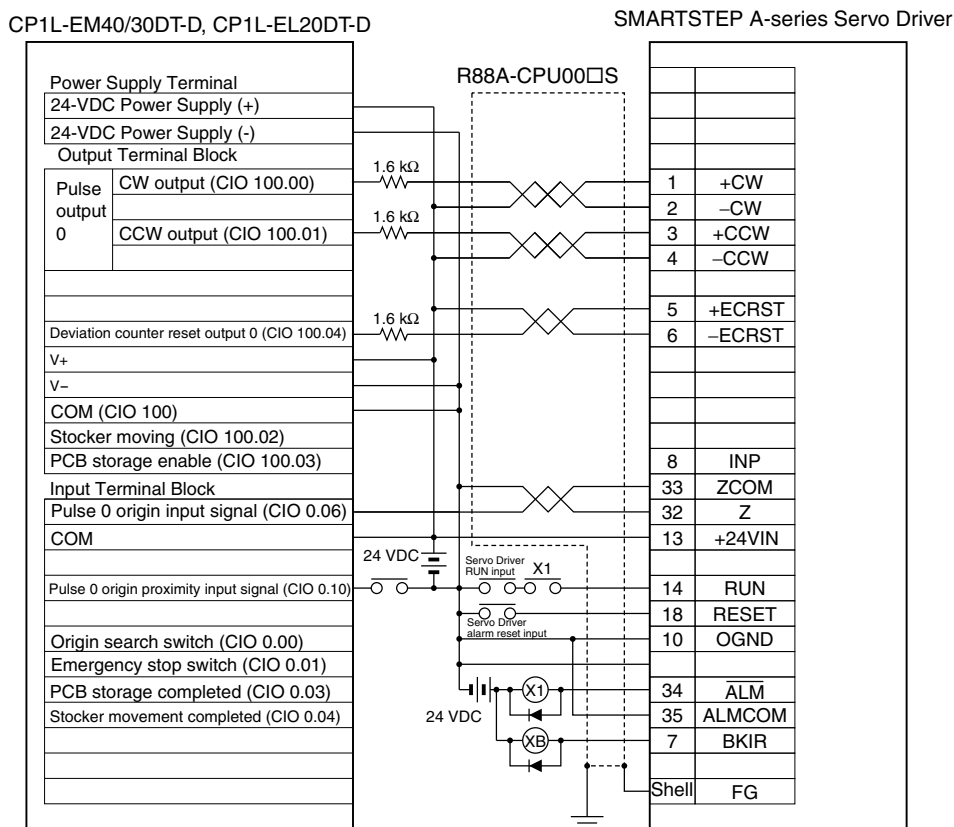 CP1L-EM40/30DT-D, CP1L-EL20DT-D
SMARTSTEP A-series Servo Driver
R88A-CPU00□S
Power Supply Terminal
24-VDC Power Supply (+)
24-VDC Power Supply (-)
Output Terminal Block
Pulse output 0
CW output (CIO 100.00)
CCW output (CIO 100.01)
Deviation counter reset output 0 (CIO 100.04)
V+
V−
COM (CIO 100)
Stocker moving (CIO 100.02)
PCB storage enable (CIO 100.03)
Input Terminal Block
Pulse 0 origin input signal (CIO 0.06)
COM
Pulse 0 origin proximity input signal (CIO 0.10)
Origin search switch (CIO 0.00)
Emergency stop switch (CIO 0.01)
PCB storage completed (CIO 0.03)
Stocker movement completed (CIO 0.04)
1.6 kΩ
1.6 kΩ
1.6 kΩ
24 VDC
Servo Driver
RUN input
X1
Servo Driver
alarm reset input
24 VDC
X1
XB
1 +CW
2 −CW
3 +CCW
4 −CCW
5 +ECRST
6 −ECRST
8 INP
33 ZCOM
32 Z
13 +24VIN
14 RUN
18 RESET
10 OGND
34 A̅L̅M̅
35 ALMCOM
7 BKIR
Shell FG